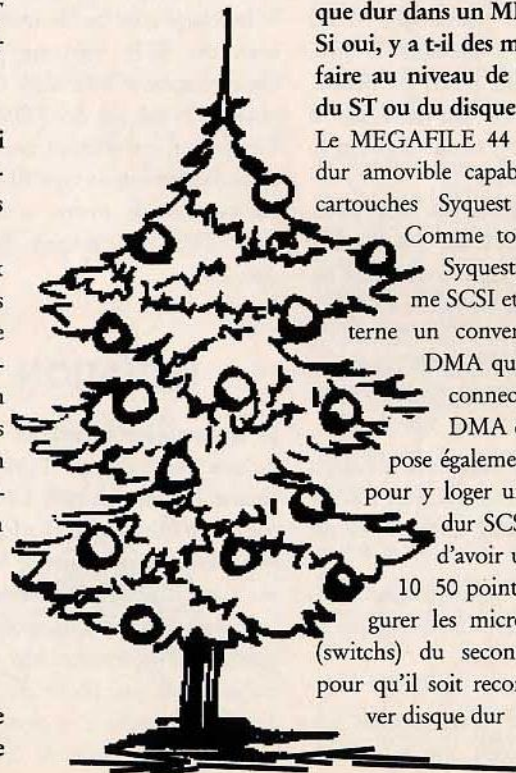 que dur dans un ME
Si oui, y a t-il des m
faire au niveau de
du ST ou du disque
Le MEGAFILE 44
dur amovible capab
cartouches Syquest
Comme to
Syquest
me SCSI et
terne un conver
DMA qu
connec
DMA
pose égaleme
pour y loger u
dur SCS
d'avoir u
10 50 point
gurer les micro
(switchs) du secon
pour qu'il soit recor
ver disque dur